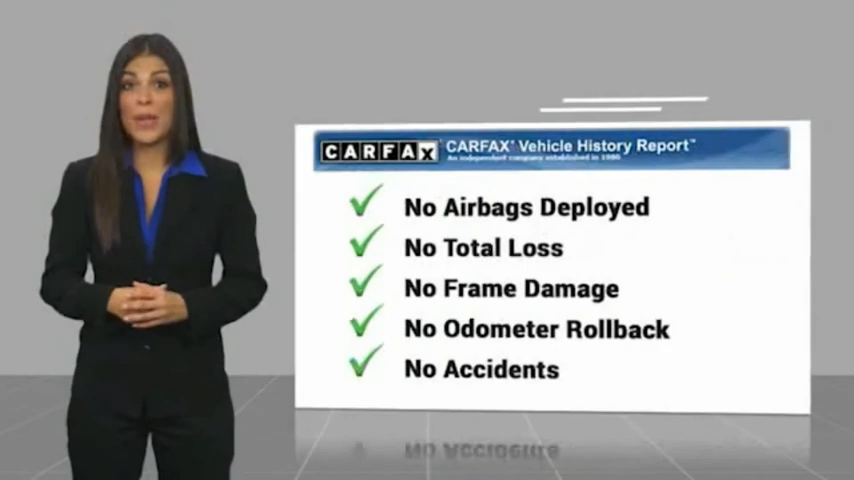 CARFAX CARFAX® Vehicle History Report™
An independent company established in 1986
No Airbags Deployed
No Total Loss
No Frame Damage
No Odometer Rollback
No Accidents